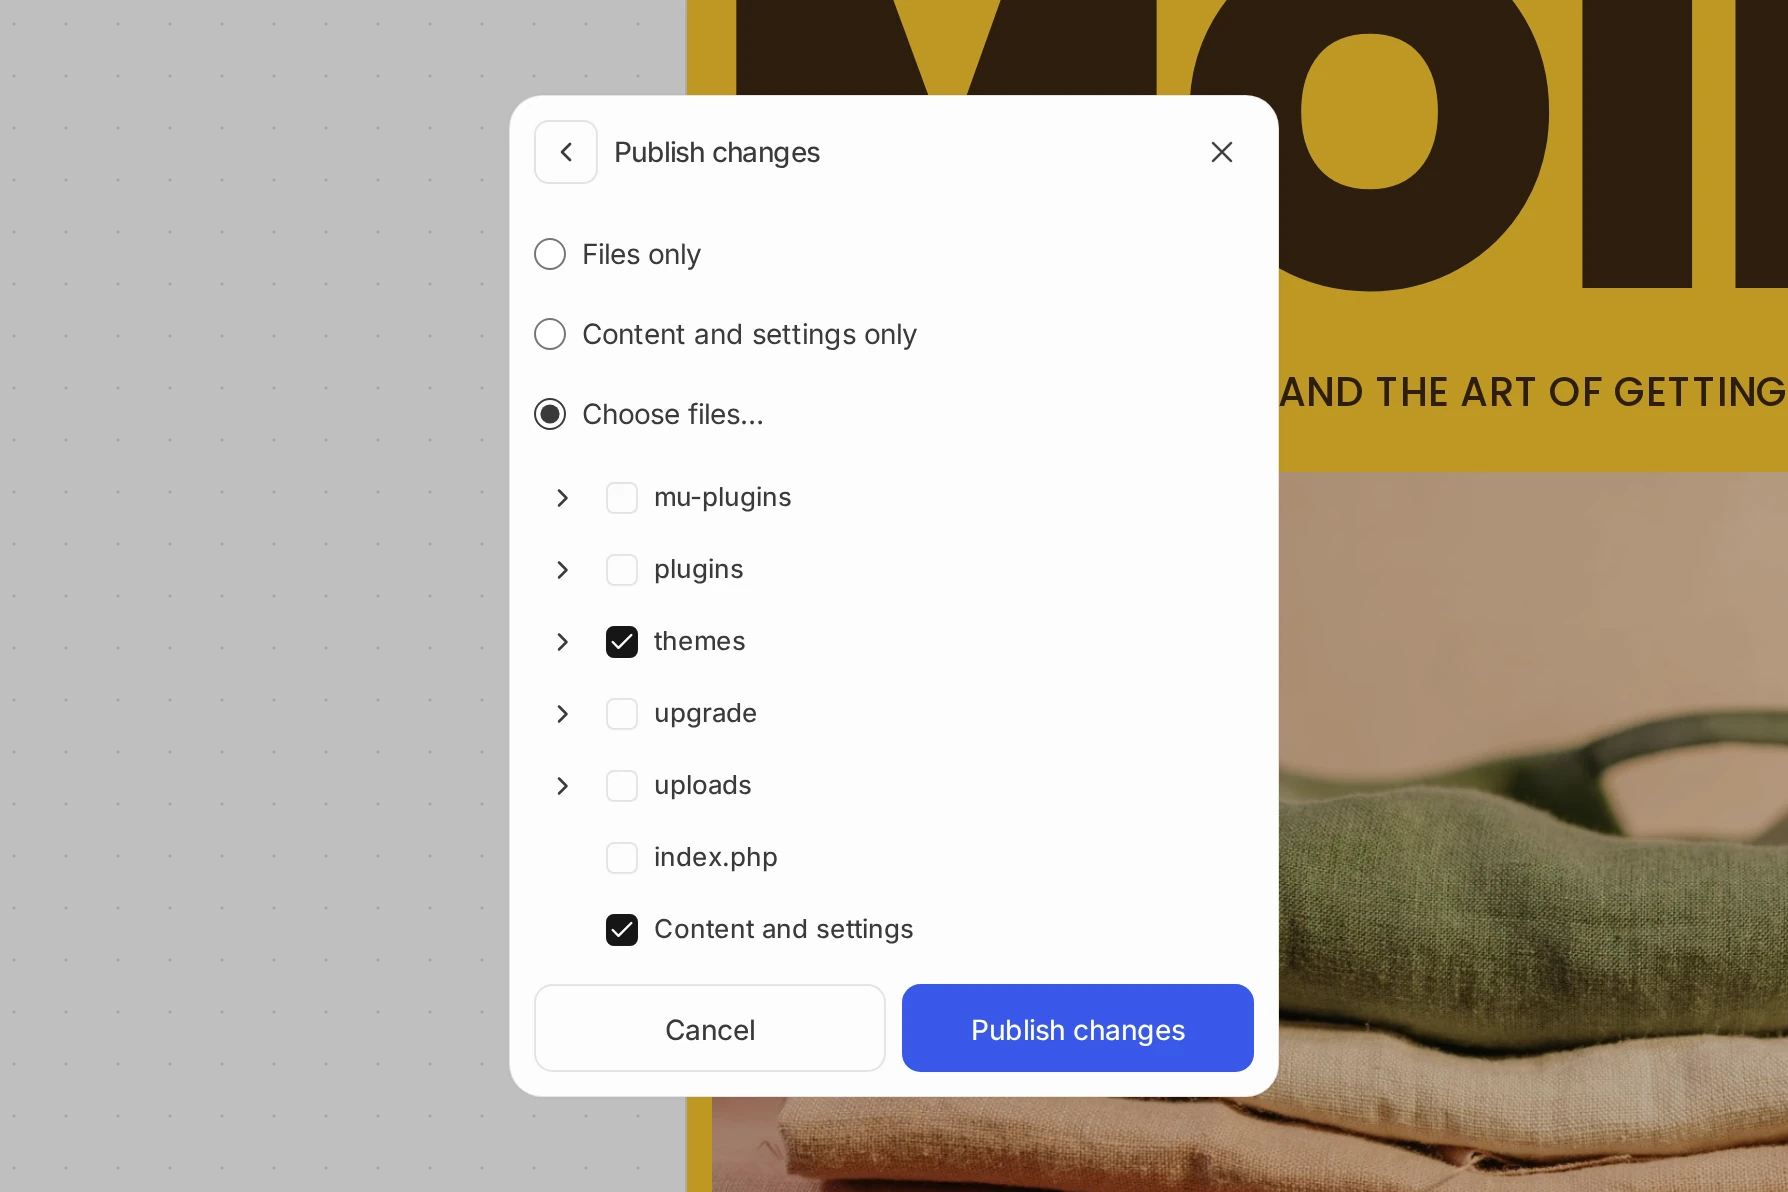 Publish changes
Files only
Content and settings only
Choose files...
AND THE ART OF GETTING
mu-plugins
plugins
themes
upgrade
uploads
index.php
Content and settings
Cancel
Publish changes